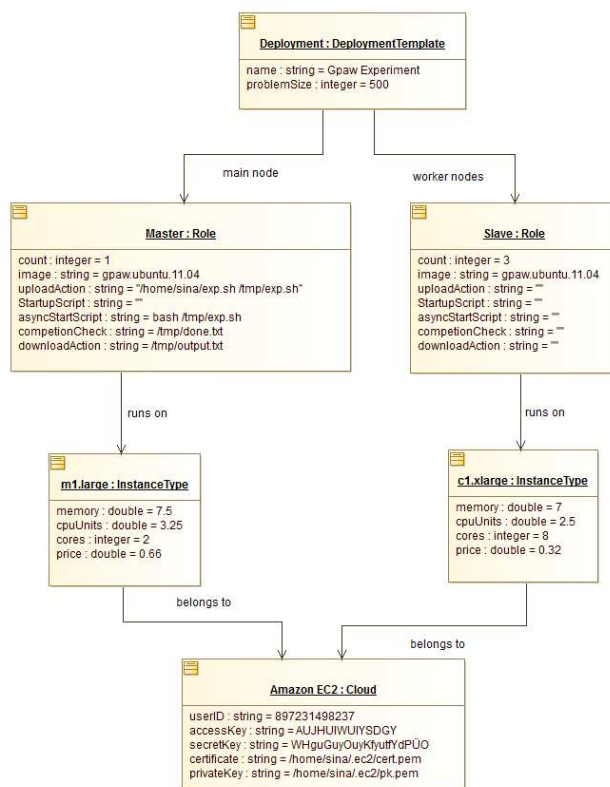 Deployment : DeploymentTemplate
name : string = Gpaw Experiment
problemSize : integer = 500
main node
worker nodes
Master : Role
count : integer = 1
image : string = gpaw.ubuntu.11.04
uploadAction : string = "/home/sina/exp.sh /tmp/exp.sh"
StartupScript : string = ""
asyncStartScript : string = bash /tmp/exp.sh
competionCheck : string = /tmp/done.txt
downloadAction : string = /tmp/output.txt
Slave : Role
count : integer = 3
image : string = gpaw.ubuntu.11.04
uploadAction : string = ""
StartupScript : string = ""
asyncStartScript : string = ""
competionCheck : string = ""
downloadAction : string = ""
runs on
runs on
m1.large : InstanceType
memory : double = 7.5
cpuUnits : double = 3.25
cores : integer = 2
price : double = 0.66
c1.xlarge : InstanceType
memory : double = 7
cpuUnits : double = 2.5
cores : integer = 8
price : double = 0.32
belongs to
belongs to
Amazon EC2 : Cloud
userID : string = 897231498237
accessKey : string = AUJHUIWUIYSDGY
secretKey : string = WHguGuyOuyKfyutfYdPÜO
certificate : string = /home/sina/.ec2/cert.pem
privateKey : string = /home/sina/.ec2/pk.pem